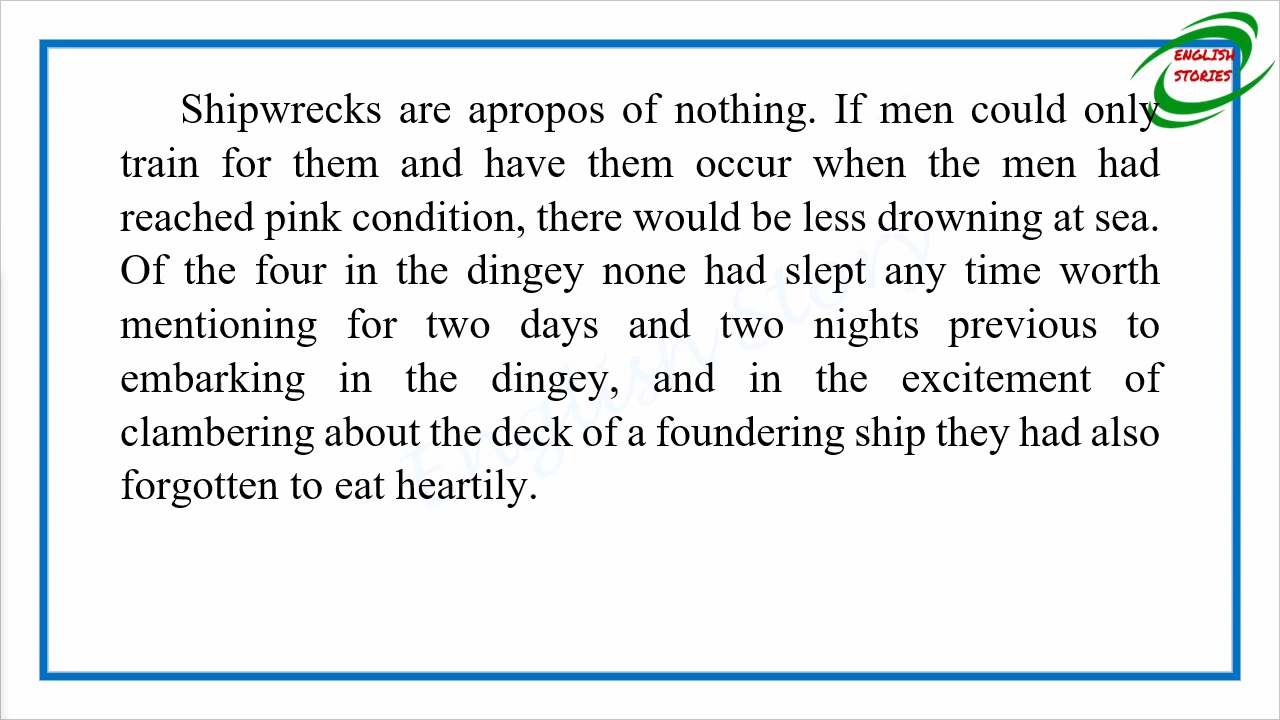 ENGLISH
STORIES
Shipwrecks are apropos of nothing. If men could only
train for them and have them occur when the men had
reached pink condition, there would be less drowning at sea.
Of the four in the dingey none had slept any time worth
mentioning for two days and two nights previous to
embarking in the dingey, and in the excitement of
clambering about the deck of a foundering ship they had also
forgotten to eat heartily.
English Story